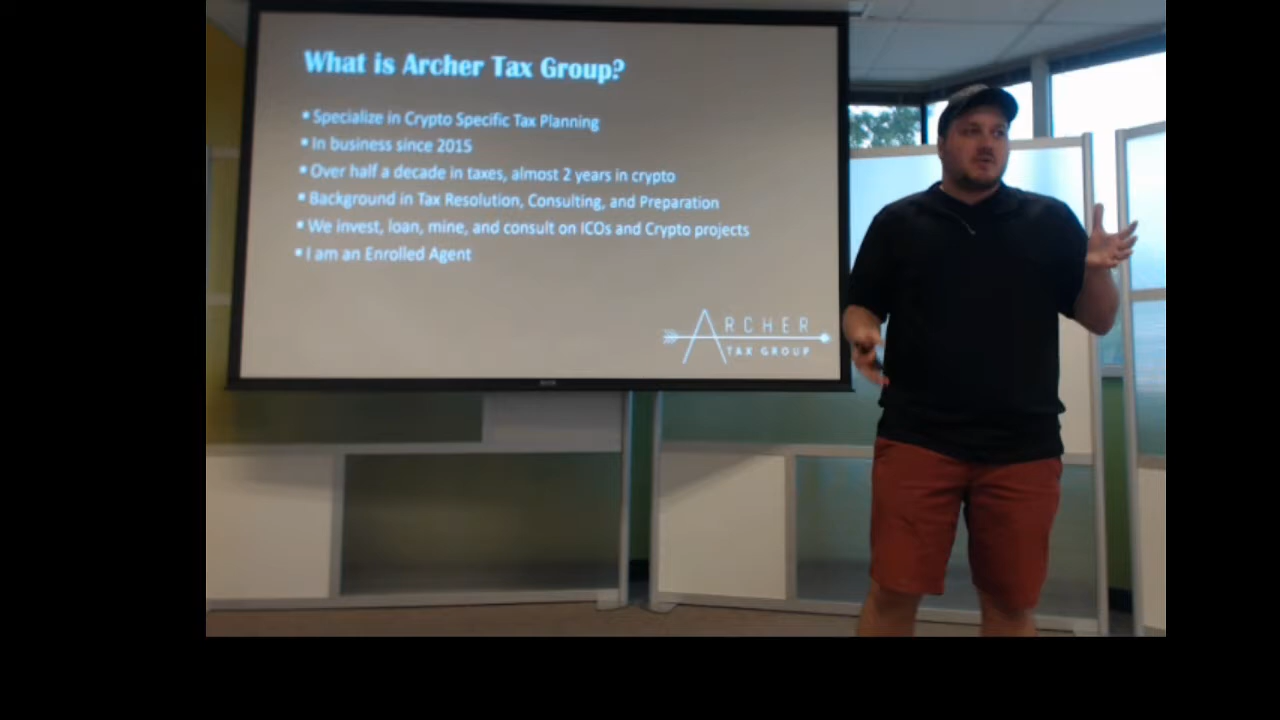 What is Archer Tax Group?
▪ Specialize in Crypto Specific Tax Planning
▪ In business since 2015
▪ Over half a decade in taxes, almost 2 years in crypto
▪ Background in Tax Resolution, Consulting, and Preparation
▪ We invest, loan, mine, and consult on ICOs and Crypto projects
▪ I am an Enrolled Agent
ARCHER
TAX GROUP